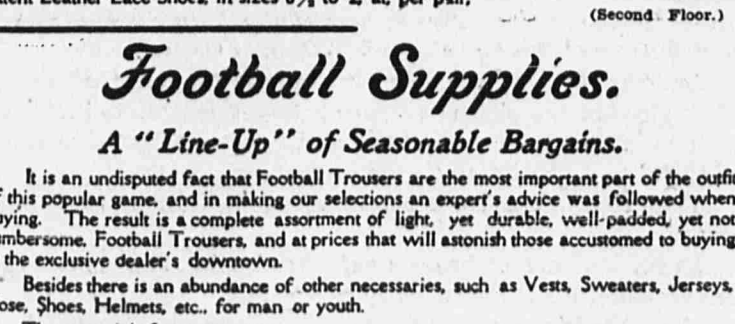 (Second Floor.)
Football Supplies.
A "Line-Up" of Seasonable Bargains.
It is an undisputed fact that Football Trousers are the most important part of the outfit
this popular game, and in making our selections an expert's advice was followed when
The result is a complete assortment of light, yet durable, well-padded, yet not
Football Trousers, and at prices that will astonish those accustomed to buying
the exclusive dealer's downtown.
Besides there is an abundance of other necessaries, such as Vests, Sweaters, Jerseys,
Shoes, Helmets, etc., for man or youth.